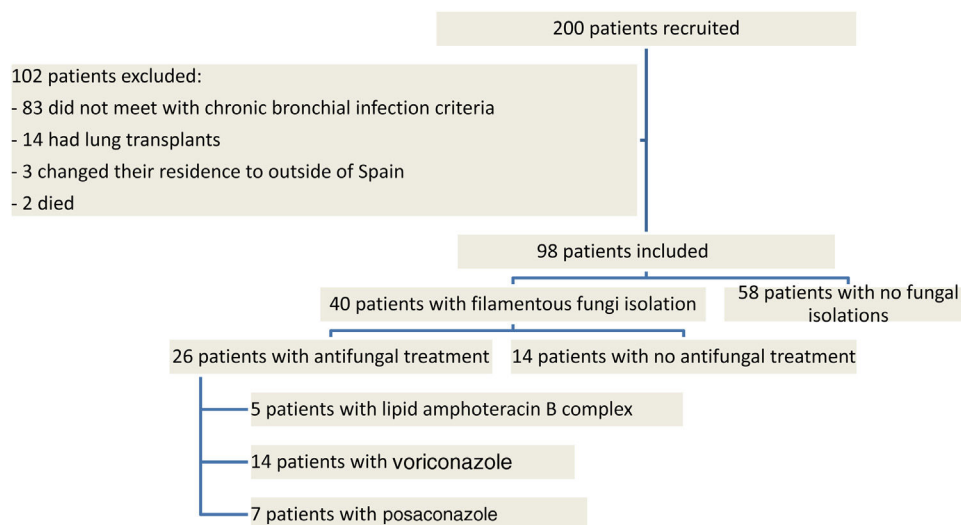 200 patients recruited
102 patients excluded:
- 83 did not meet with chronic bronchial infection criteria
- 14 had lung transplants
- 3 changed their residence to outside of Spain
- 2 died
98 patients included
40 patients with filamentous fungi isolation
58 patients with no fungal
isolations
26 patients with antifungal treatment
14 patients with no antifungal treatment
5 patients with lipid amphoteracin B complex
14 patients with voriconazole
7 patients with posaconazole